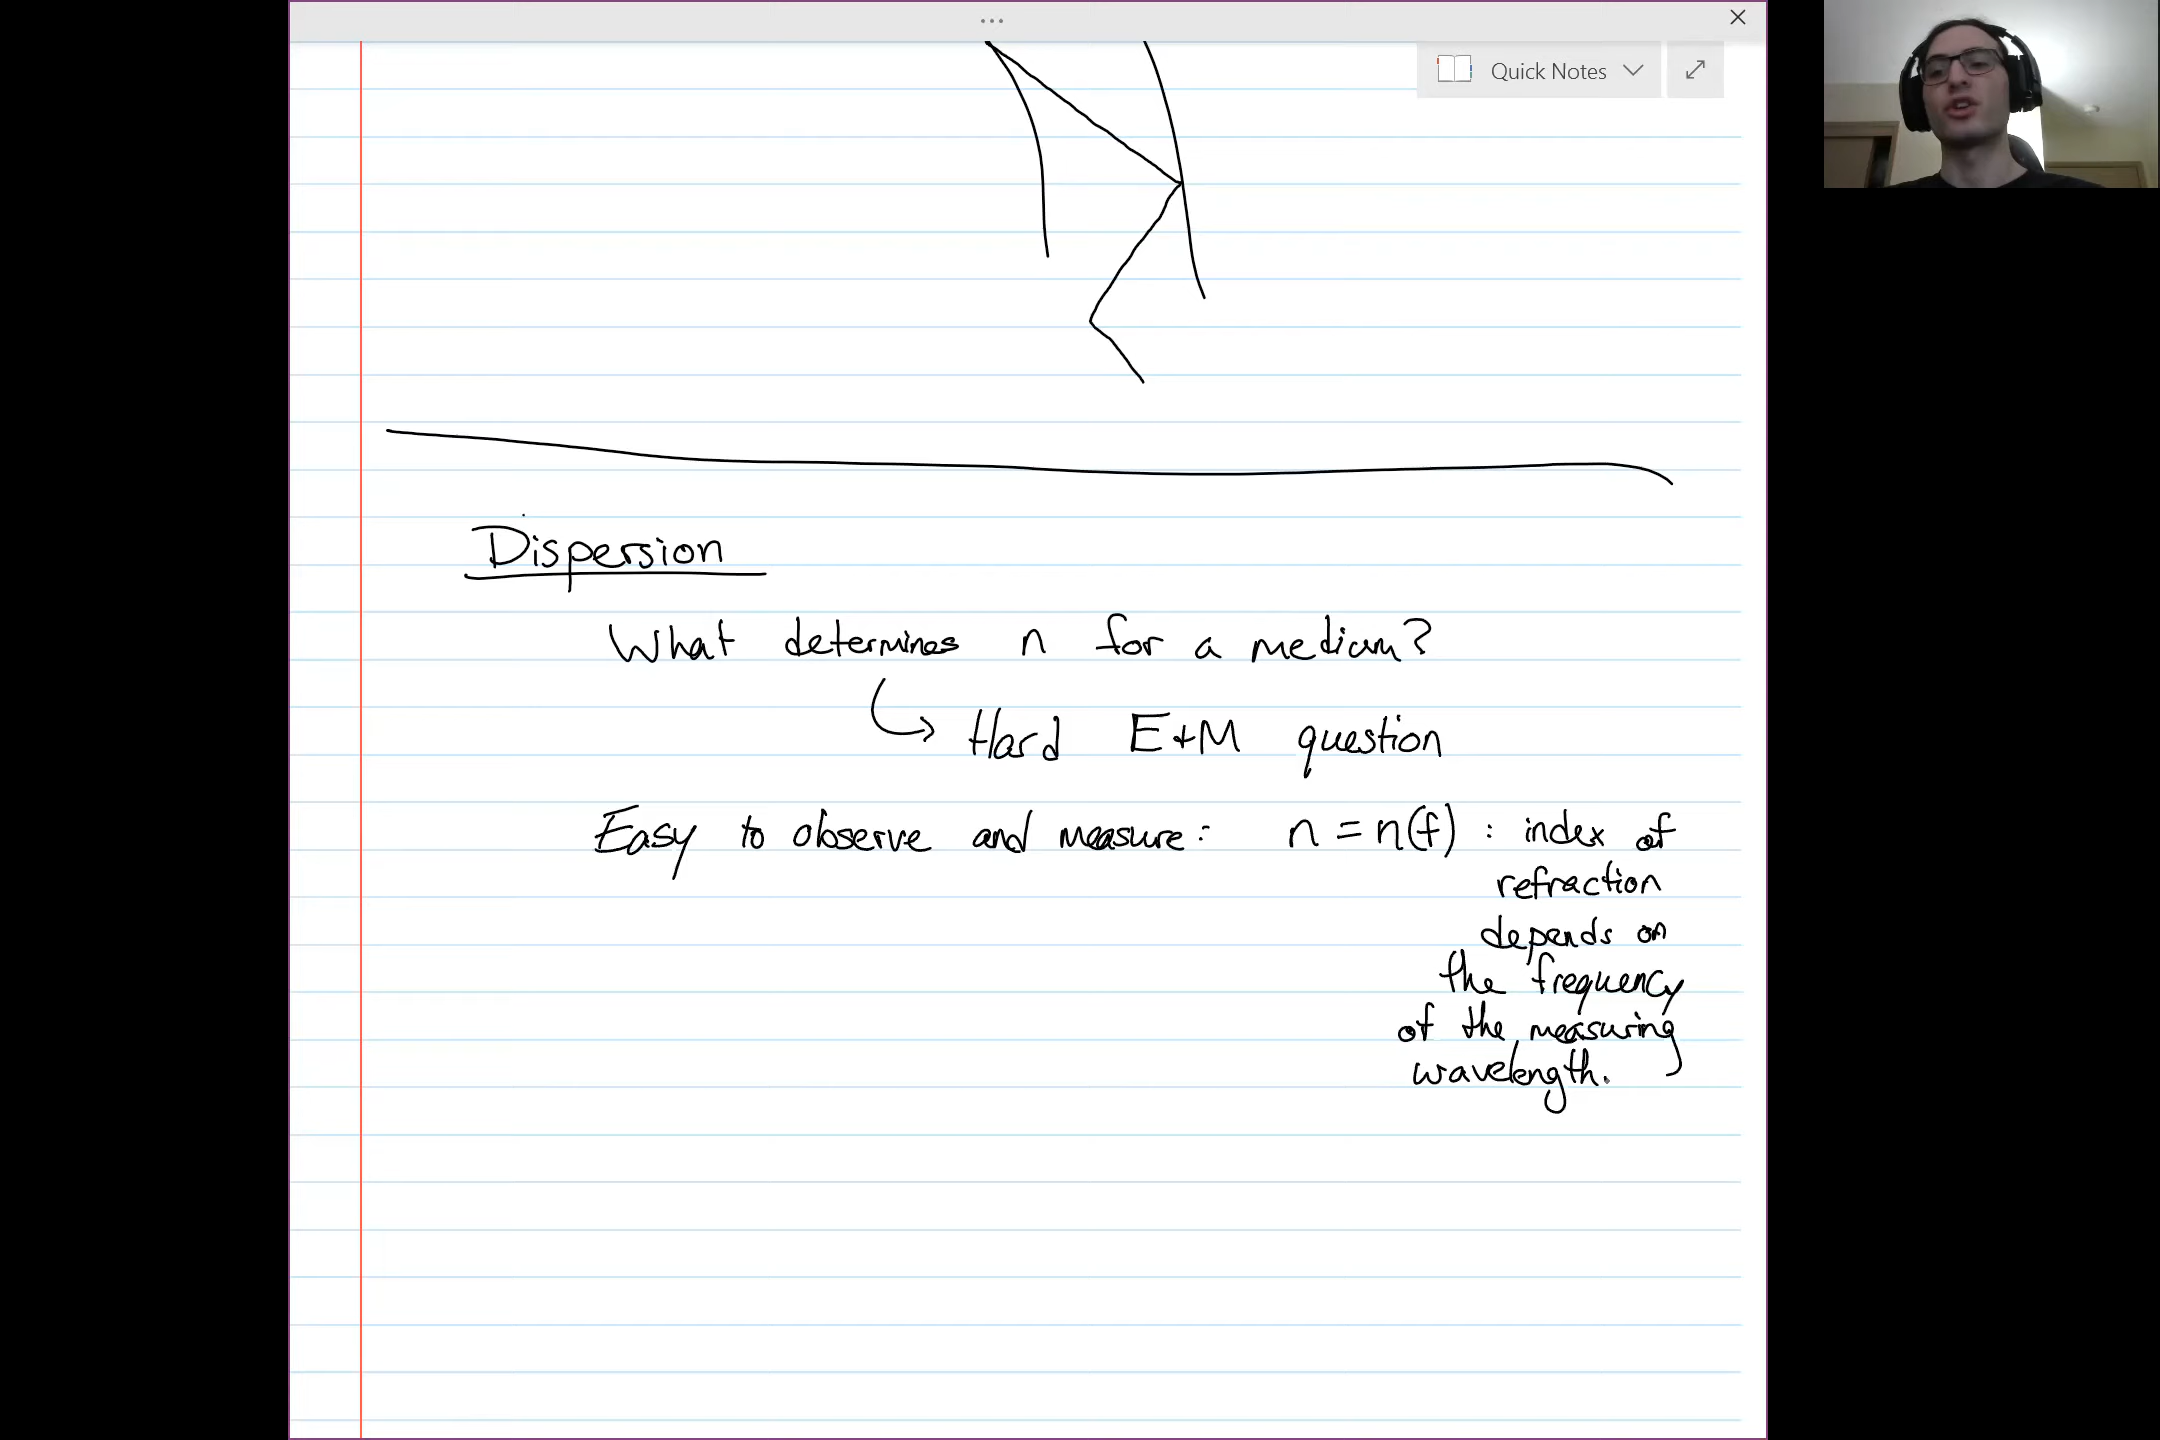 Quick Notes
Dispersion
What determines n for a medium?
Hard E+M question
Easy to observe and measure: n = n(f) : index of
refraction
depends on
the frequency
of the measuring
wavelength.